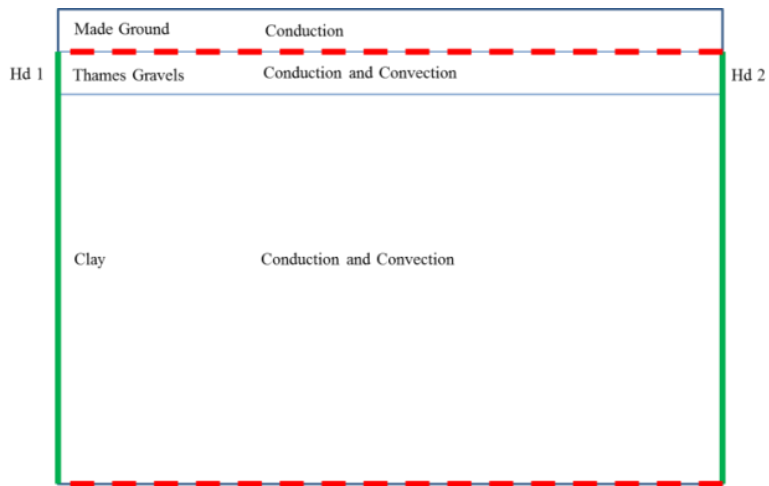 Made Ground Conduction
Hd 1 Thames Gravels Conduction and Convection Hd 2
Clay Conduction and Convection